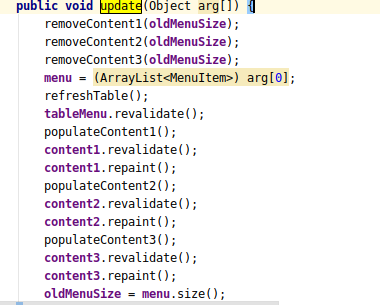 public void update(Object arg[]) {
removeContent1(oldMenuSize);
removeContent2(oldMenuSize);
removeContent3(oldMenuSize);
menu = (ArrayList<MenuItem>) arg[0];
refreshTable();
tableMenu.revalidate();
populateContent1();
content1.revalidate();
content1.repaint();
populateContent2();
content2.revalidate();
content2.repaint();
populateContent3();
content3.revalidate();
content3.repaint();
oldMenuSize = menu.size();